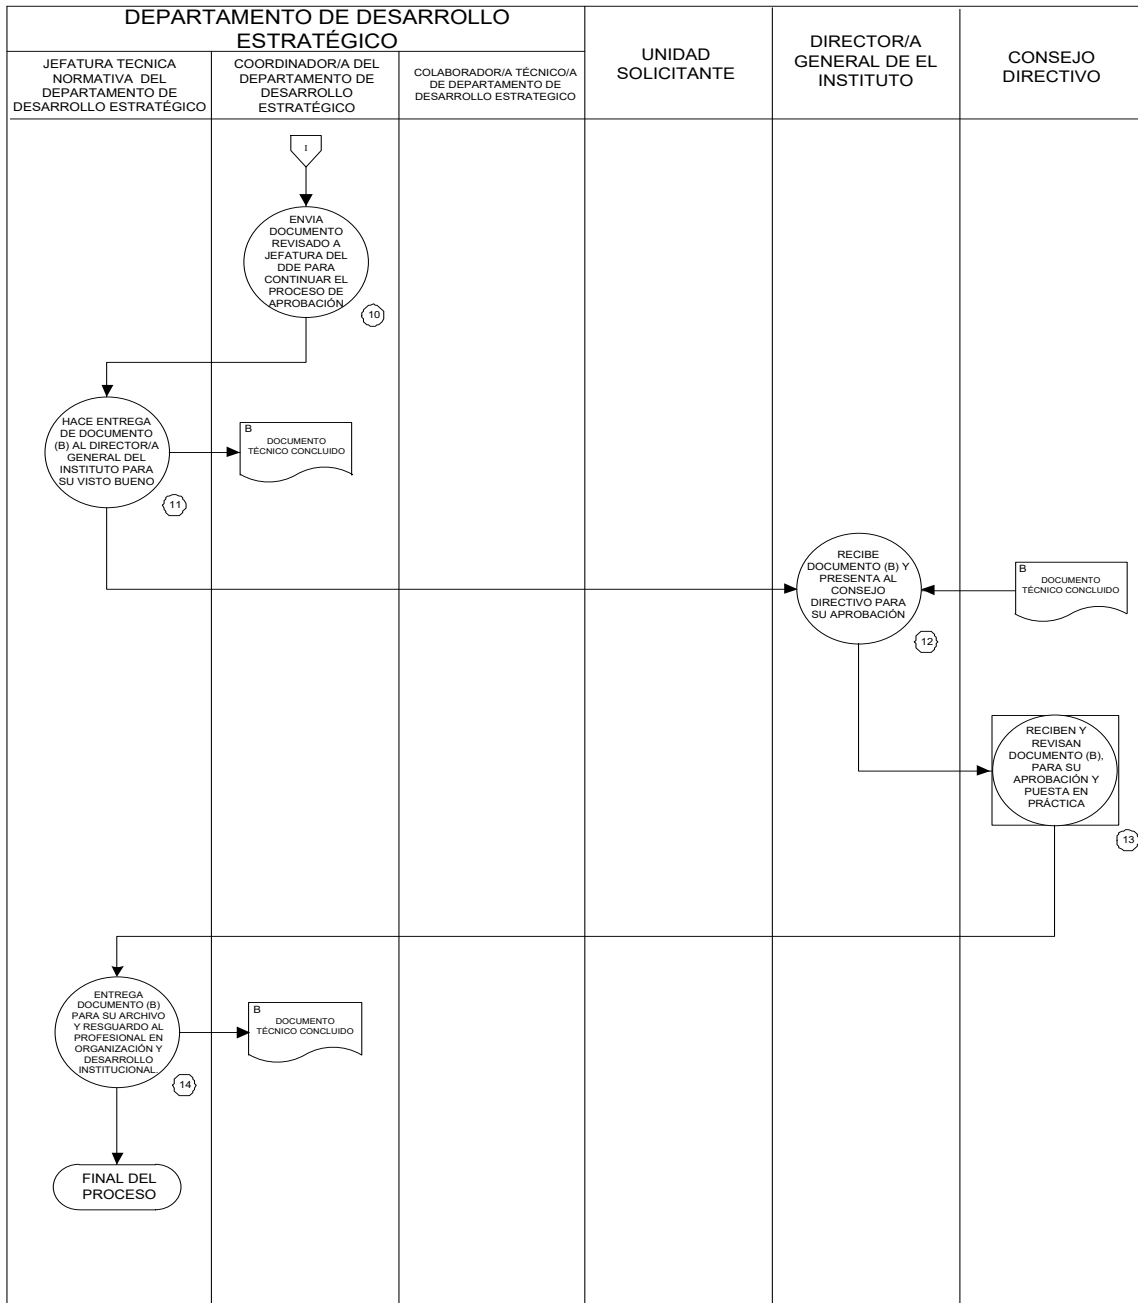 DEPARTAMENTO DE DESARROLLO
ESTRATÉGICO
JEFATURA TECNICA
NORMATIVA DEL
DEPARTAMENTO DE
DESARROLLO ESTRATÉGICO
COORDINADOR/A DEL
DEPARTAMENTO DE
DESARROLLO
ESTRATÉGICO
COLABORADOR/A TÉCNICO/A
DE DEPARTAMENTO DE
DESARROLLO ESTRATEGICO
UNIDAD
SOLICITANTE
DIRECTOR/A
GENERAL DE EL
INSTITUTO
CONSEJO
DIRECTIVO
I
ENVIA
DOCUMENTO
REVISADO A
JEFATURA DEL
DDE PARA
CONTINUAR EL
PROCESO DE
APROBACIÓN
10
HACE ENTREGA
DE DOCUMENTO
(B) AL DIRECTOR/A
GENERAL DEL
INSTITUTO PARA
SU VISTO BUENO
11
B
DOCUMENTO
TÉCNICO CONCLUIDO
RECIBE
DOCUMENTO (B) Y
PRESENTA AL
CONSEJO
DIRECTIVO PARA
SU APROBACIÓN
12
B
DOCUMENTO
TÉCNICO CONCLUIDO
RECIBEN Y
REVISAN
DOCUMENTO (B),
PARA SU
APROBACIÓN Y
PUESTA EN
PRÁCTICA
13
ENTREGA
DOCUMENTO (B)
PARA SU ARCHIVO
Y RESGUARDO AL
PROFESIONAL EN
ORGANIZACIÓN Y
DESARROLLO
INSTITUCIONAL.
14
B
DOCUMENTO
TÉCNICO CONCLUIDO
FINAL DEL
PROCESO